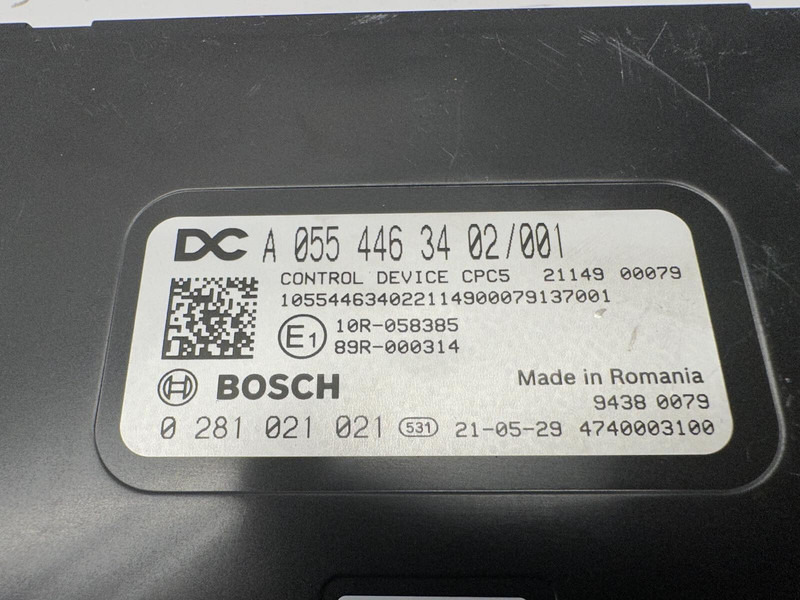 DC A 055 446 34 02/001
CONTROL DEVICE CPC5 21149 00079
105544634022114900079137001
E1 10R-058385
89R-000314
BOSCH Made in Romania
9438 0079
0 281 021 021 531 21-05-29 4740003100